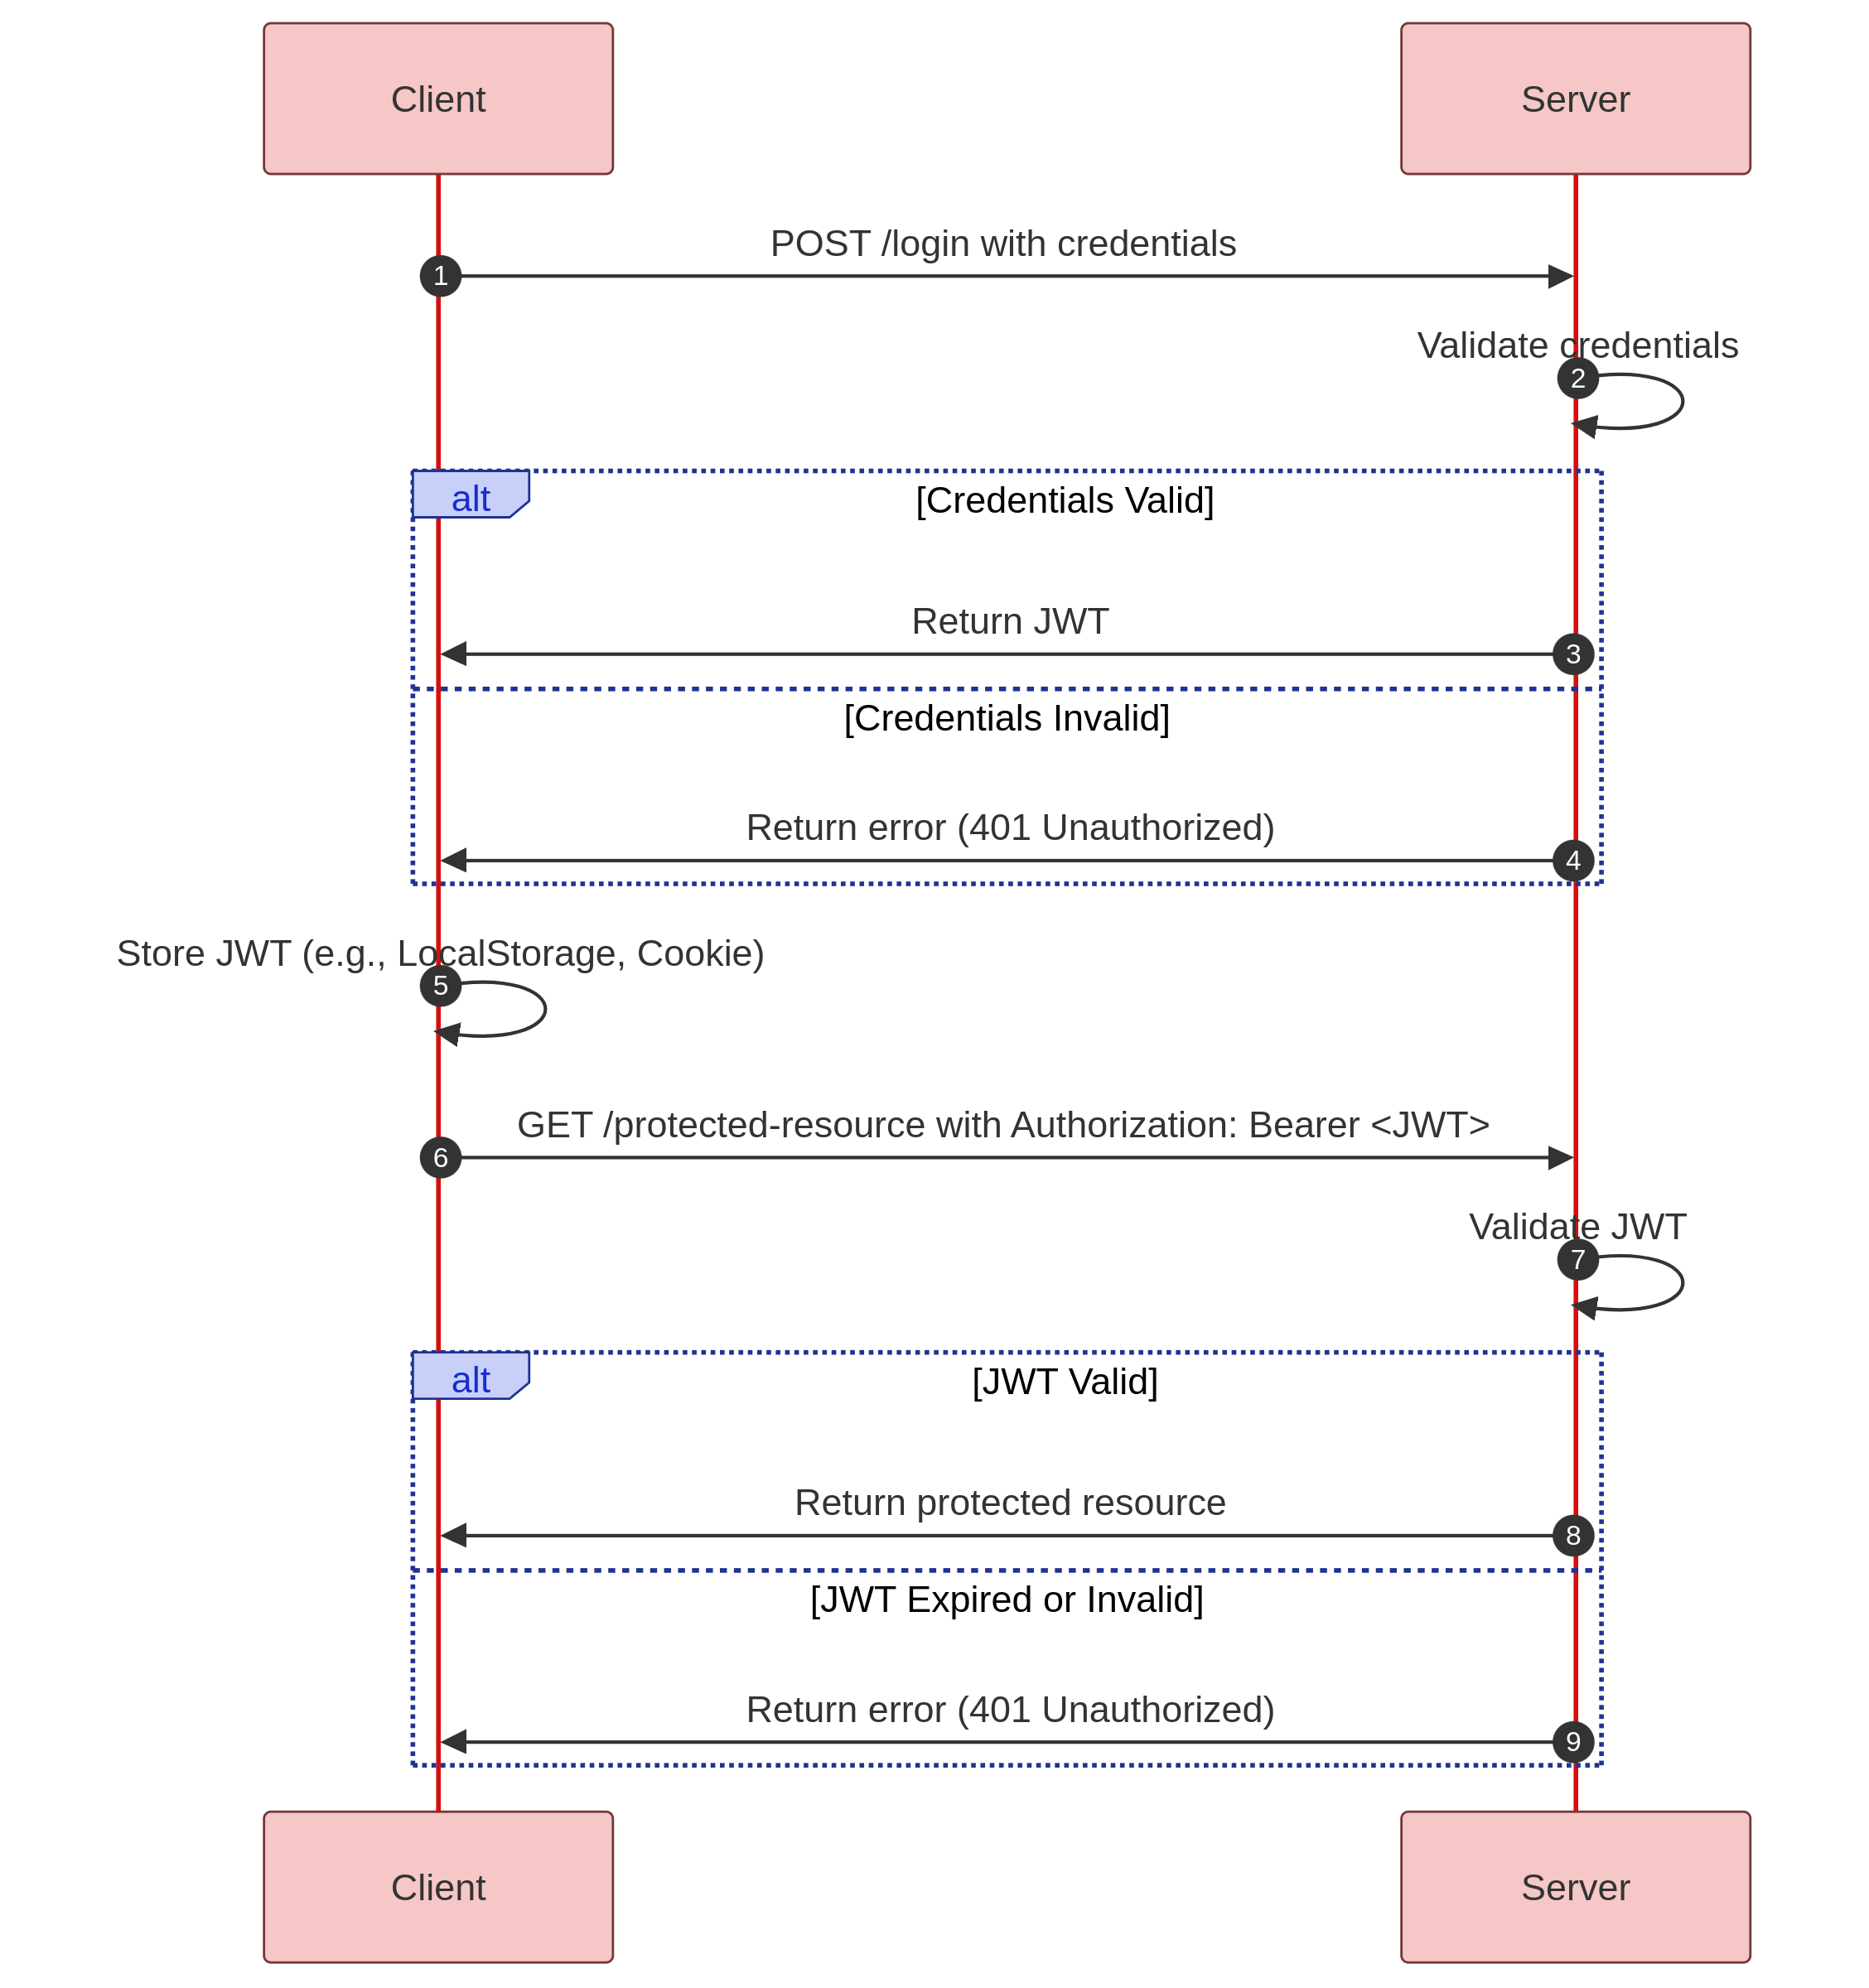 Client
Server
POST /login with credentials
1
Validate credentials
2
alt
[Credentials Valid]
Return JWT
3
[Credentials Invalid]
Return error (401 Unauthorized)
4
Store JWT (e.g., LocalStorage, Cookie)
5
GET /protected-resource with Authorization: Bearer <JWT>
6
Validate JWT
7
alt
[JWT Valid]
Return protected resource
8
[JWT Expired or Invalid]
Return error (401 Unauthorized)
9
Client
Server